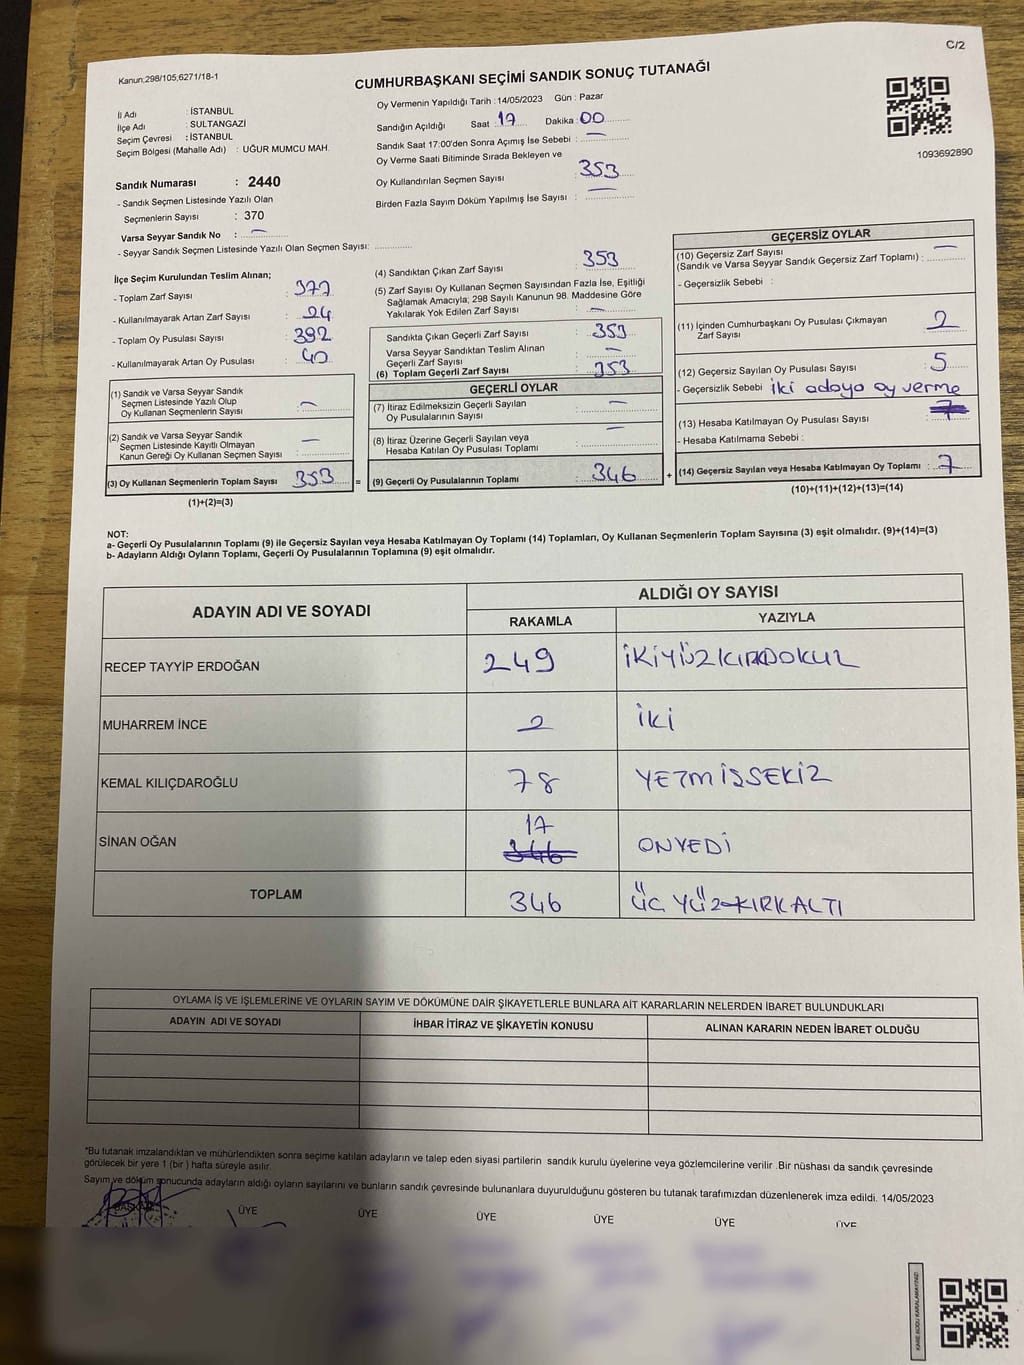 C/2
Kanun;298/105,6271/18-1
CUMHURBAŞKANI SEÇİMİ SANDIK SONUÇ TUTANAĞI
İl Adı : İSTANBUL
İlçe Adı : SULTANGAZİ
Seçim Çevresi : İSTANBUL
Seçim Bölgesi (Mahalle Adı) : UĞUR MUMCU MAH.
Oy Vermenin Yapıldığı Tarih : 14/05/2023 Gün : Pazar
Sandığın Açıldığı Saat : 17 Dakika : 00
Sandık Saat 17:00'den Sonra Açımış İse Sebebi : —
Oy Verme Saati Bitiminde Sırada Bekleyen ve
Oy Kullandırılan Seçmen Sayısı : 353
Birden Fazla Sayım Döküm Yapılmış İse Sayısı : —
1093692890
Sandık Numarası : 2440
- Sandık Seçmen Listesinde Yazılı Olan
Seçmenlerin Sayısı : 370
Varsa Seyyar Sandık No : —
- Seyyar Sandık Seçmen Listesinde Yazılı Olan Seçmen Sayısı:
İlçe Seçim Kurulundan Teslim Alınan;
- Toplam Zarf Sayısı : 377
- Kullanılmayarak Artan Zarf Sayısı : 24
- Toplam Oy Pusulası Sayısı : 392
- Kullanılmayarak Artan Oy Pusulası : 40
(1) Sandık ve Varsa Seyyar Sandık
Seçmen Listesinde Yazılı Olup
Oy Kullanan Seçmenlerin Sayısı : —
(2) Sandık ve Varsa Seyyar Sandık
Seçmen Listesinde Kayıtlı Olmayan
Kanun Gereği Oy Kullanan Seçmen Sayısı : —
(3) Oy Kullanan Seçmenlerin Toplam Sayısı : 353 =
(1)+(2)=(3)
(4) Sandıktan Çıkan Zarf Sayısı : 353
(5) Zarf Sayısı Oy Kullanan Seçmen Sayısından Fazla İse, Eşitliği
Sağlamak Amacıyla; 298 Sayılı Kanunun 98. Maddesine Göre
Yakılarak Yok Edilen Zarf Sayısı : —
Sandıkta Çıkan Geçerli Zarf Sayısı : 353
Varsa Seyyar Sandıktan Teslim Alınan
Geçerli Zarf Sayısı : —
(6) Toplam Geçerli Zarf Sayısı : 353
GEÇERLİ OYLAR
(7) İtiraz Edilmeksizin Geçerli Sayılan
Oy Pusulalarının Sayısı : —
(8) İtiraz Üzerine Geçerli Sayılan veya
Hesaba Katılan Oy Pusulası Toplamı : —
(9) Geçerli Oy Pusulalarının Toplamı : 346 +
GEÇERSİZ OYLAR
(10) Geçersiz Zarf Sayısı
(Sandık ve Varsa Seyyar Sandık Geçersiz Zarf Toplamı) : —
- Geçersizlik Sebebi :
(11) İçinden Cumhurbaşkanı Oy Pusulası Çıkmayan
Zarf Sayısı : 2
(12) Geçersiz Sayılan Oy Pusulası Sayısı : 5
- Geçersizlik Sebebi iki adaya oy verme
(13) Hesaba Katılmayan Oy Pusulası Sayısı : 7
- Hesaba Katılmama Sebebi :
(14) Geçersiz Sayılan veya Hesaba Katılmayan Oy Toplamı : 7
(10)+(11)+(12)+(13)=(14)
NOT:
a- Geçerli Oy Pusulalarının Toplamı (9) ile Geçersiz Sayılan veya Hesaba Katılmayan Oy Toplamı (14) Toplamları, Oy Kullanan Seçmenlerin Toplam Sayısına (3) eşit olmalıdır. (9)+(14)=(3)
b- Adayların Aldığı Oyların Toplamı, Geçerli Oy Pusulalarının Toplamına (9) eşit olmalıdır.
ADAYIN ADI VE SOYADI
ALDIĞI OY SAYISI
RAKAMLA YAZIYLA
RECEP TAYYİP ERDOĞAN 249 İKİYÜZKIRKDOKUZ
MUHARREM İNCE 2 İKİ
KEMAL KILIÇDAROĞLU 78 YETMİŞSEKİZ
SİNAN OĞAN 17 346 ONYEDİ
TOPLAM 346 ÜÇ YÜZ KIRKALTI
OYLAMA İŞ VE İŞLEMLERİNE VE OYLARIN SAYIM VE DÖKÜMÜNE DAİR ŞİKAYETLERLE BUNLARA AİT KARARLARIN NELERDEN İBARET BULUNDUKLARI
ADAYIN ADI VE SOYADI İHBAR İTİRAZ VE ŞİKAYETİN KONUSU ALINAN KARARIN NEDEN İBARET OLDUĞU
*Bu tutanak imzalandıktan ve mühürlendikten sonra seçime katılan adayların ve talep eden siyasi partilerin sandık kurulu üyelerine veya gözlemcilerine verilir .Bir nüshası da sandık çevresinde
görülecek bir yere 1 (bir ) hafta süreyle asılır.
Sayım ve döküm sonucunda adayların aldığı oyların sayılarını ve bunların sandık çevresinde bulunanlara duyurulduğunu gösteren bu tutanak tarafımızdan düzenlenerek imza edildi. 14/05/2023
BAŞKAN ÜYE ÜYE ÜYE ÜYE ÜYE ÜYE
KARE KODU KARALAMAYINIZ!